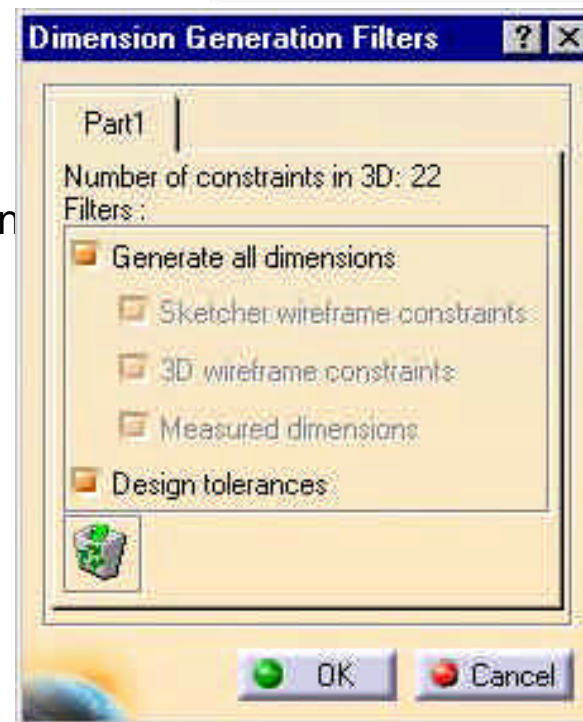 Dimension Generation Filters ? X
Part1
Number of constraints in 3D: 22
n
Filters :
Generate all dimensions
Sketcher wireframe constraints
3D wireframe constraints
Measured dimensions
Design tolerances
OK Cancel